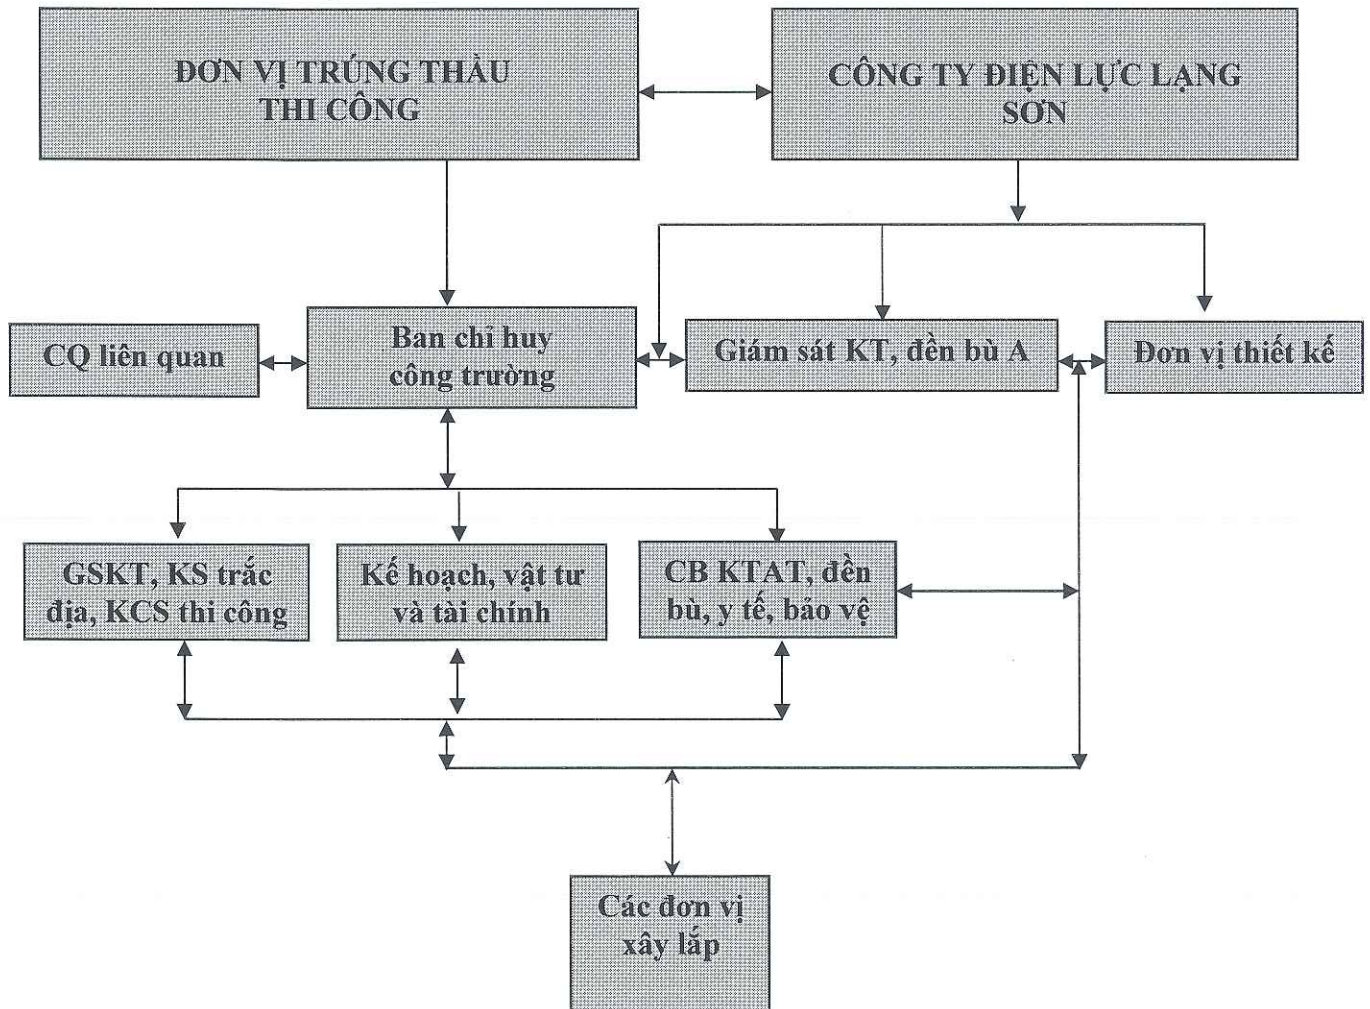 ĐƠN VỊ TRÚNG THẦU
THI CÔNG
CÔNG TY ĐIỆN LỰC LẠNG
SƠN
CQ liên quan
Ban chỉ huy
công trường
Giám sát KT, đền bù A
Đơn vị thiết kế
GSKT, KS trắc
địa, KCS thi công
Kế hoạch, vật tư
và tài chính
CB KTAT, đền
bù, y tế, bảo vệ
Các đơn vị
xây lắp